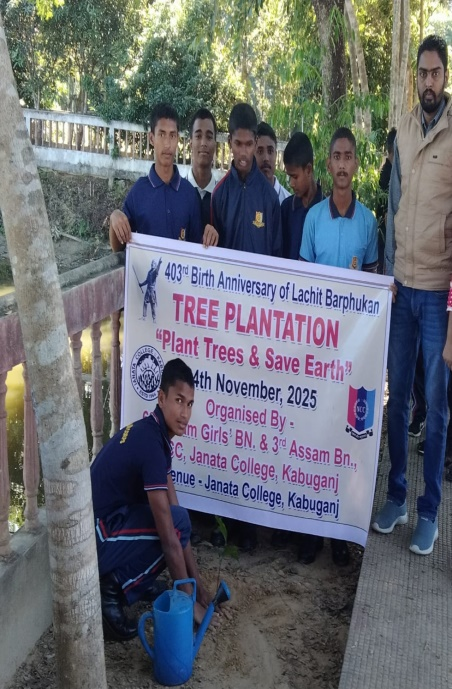 403rd Birth Anniversary of Lachit Barphukan
TREE PLANTATION
"Plant Trees & Save Earth"
4th November, 2025
Organised By -
Girls' BN. & 3rd Assam Bn.,
Janata College, Kabuganj
Venue - Janata College, Kabuganj
NCC